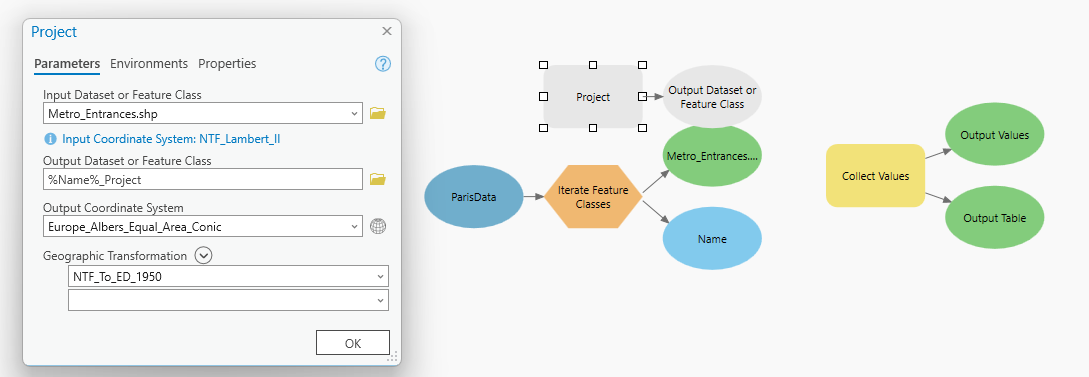 Project
Parameters Environments Properties
Input Dataset or Feature Class
Metro_Entrances.shp
Input Coordinate System: NTF_Lambert_II
Output Dataset or Feature Class
%Name%_Project
Output Coordinate System
Europe_Albers_Equal_Area_Conic
Geographic Transformation
NTF_To_ED_1950
OK
Project
Output Dataset or
Feature Class
Metro_Entrances....
ParisData
Iterate Feature
Classes
Name
Collect Values
Output Values
Output Table